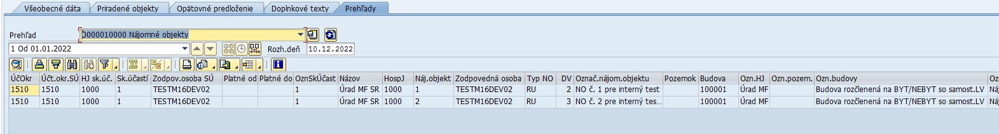 Všeobecné dáta Priradené objekty Opätovné predloženie Doplnkové texty Prehľady
Prehľad 0000010000 Nájomné objekty
1 Od 01.01.2022 Rozh.deň 10.12.2022
ÚčOkr Účt.okr.SÚ HJ sk.úč. Sk.účastí Zodpov.osoba SÚ Platné od Platné do OznSkÚčast Názov HospJ Náj.objekt Zodpovedná osoba Typ NO DV Označ.nájom.objektu Pozemok Budova Ozn.HJ Ozn.pozem. Ozn.budovy Oz
1510 1510 1000 1 TESTM16DEV02 1 Úrad MF SR 1000 1 TESTM16DEV02 RU 2 NO č. 1 pre interný test 100001 Úrad MF Budova rozčlenená na BYT/NEBYT so samost.LV Náj
1510 1510 1000 1 TESTM16DEV02 1 Úrad MF SR 1000 2 TESTM16DEV02 RU 3 NO č. 2 pre interný tes... 100001 Úrad MF Budova rozčlenená na BYT/NEBYT so samost.LV Náj